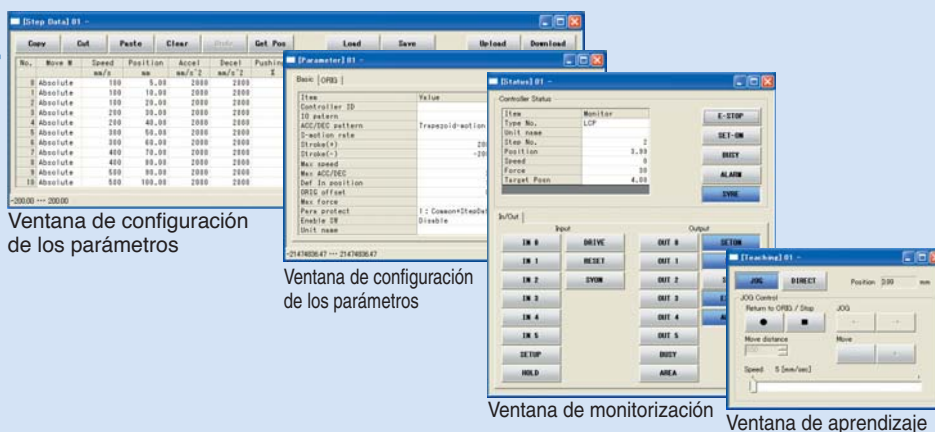 [Step Data] 01 -
Copy Cut Paste Clear Undo Get Pos Load Save Upload Download
No. Move M Speed Position Accel Decel Pushing
mm/s mm mm/s^2 mm/s^2 %
0 Absolute 100 5.00 2000 2000
1 Absolute 100 10.00 2000 2000
2 Absolute 100 20.00 2000 2000
3 Absolute 200 30.00 2000 2000
4 Absolute 200 40.00 2000 2000
5 Absolute 300 50.00 2000 2000
6 Absolute 300 60.00 2000 2000
7 Absolute 400 70.00 2000 2000
8 Absolute 400 80.00 2000 2000
9 Absolute 500 90.00 2000 2000
10 Absolute 500 100.00 2000 2000
-200.00 --- 200.00
Ventana de configuración
de los parámetros
[Parameter] 01 -
Basic ORIG
Item Value
Controller ID
IO patern
ACC/DEC pattern Trapezoid-motion
S-motion rate
Stroke(+) 200
Stroke(-) -200
Max speed
Max ACC/DEC
Def In position
ORIG offset
Max force
Para protect 1: Common+StepDat
Enable SW Disable
Unit name
-2147483647 --- 2147483647
Ventana de configuración
de los parámetros
[Status] 01 -
Controller Status
Item Monitor
Type No. LCP
Unit name
Step No. 2
Position 3.99
Speed 0
Force 30
Target Posn 4.00
E-STOP
SET-ON
BUSY
ALARM
SVRE
In/Out
Input Output
IN 0 DRIVE OUT 0 SETON
IN 1 RESET OUT 1
IN 2 SVON OUT 2
IN 3 OUT 3
IN 4 OUT 4
IN 5 OUT 5
SETUP BUSY
HOLD AREA
Ventana de monitorización
[Teaching] 01 -
JOG DIRECT Position 3.99 mm
JOG Control
Return to ORIG / Stop JOG
Move distance Move
Speed 5 [mm/sec]
Ventana de aprendizaje